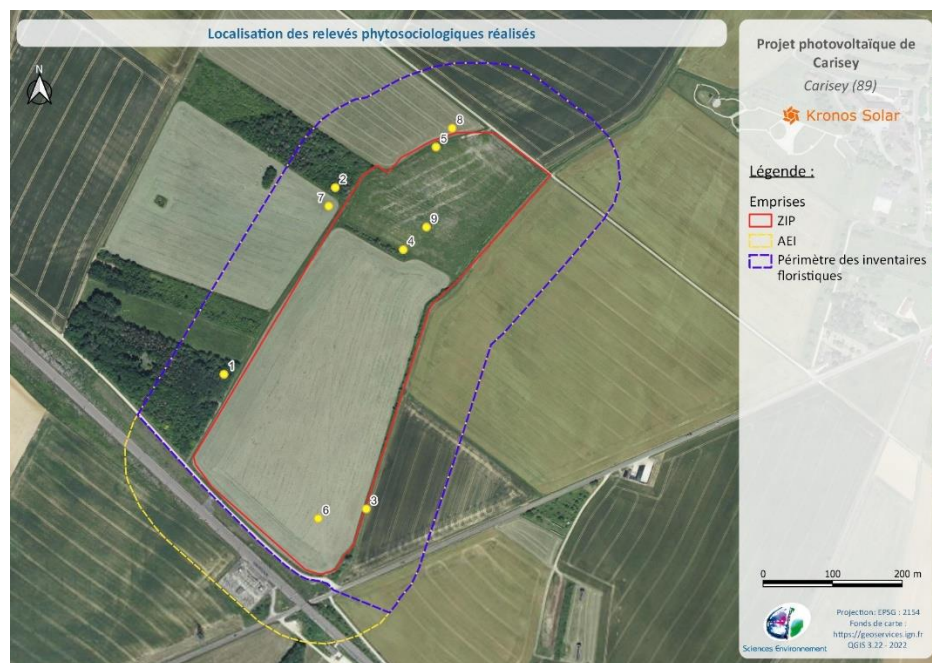 Localisation des relevés phytosociologiques réalisés
N
8
5
2
7
9
4
1
3
6
Projet photovoltaïque de
Carisey
Carisey (89)
Kronos Solar
Légende :
Emprises
ZIP
AEI
Périmètre des inventaires
floristiques
0 100 200 m
Sciences Environnement
Projection: EPSG : 2154
Fonds de carte :
https://geoservices.ign.fr
QGIS 3.22 - 2022